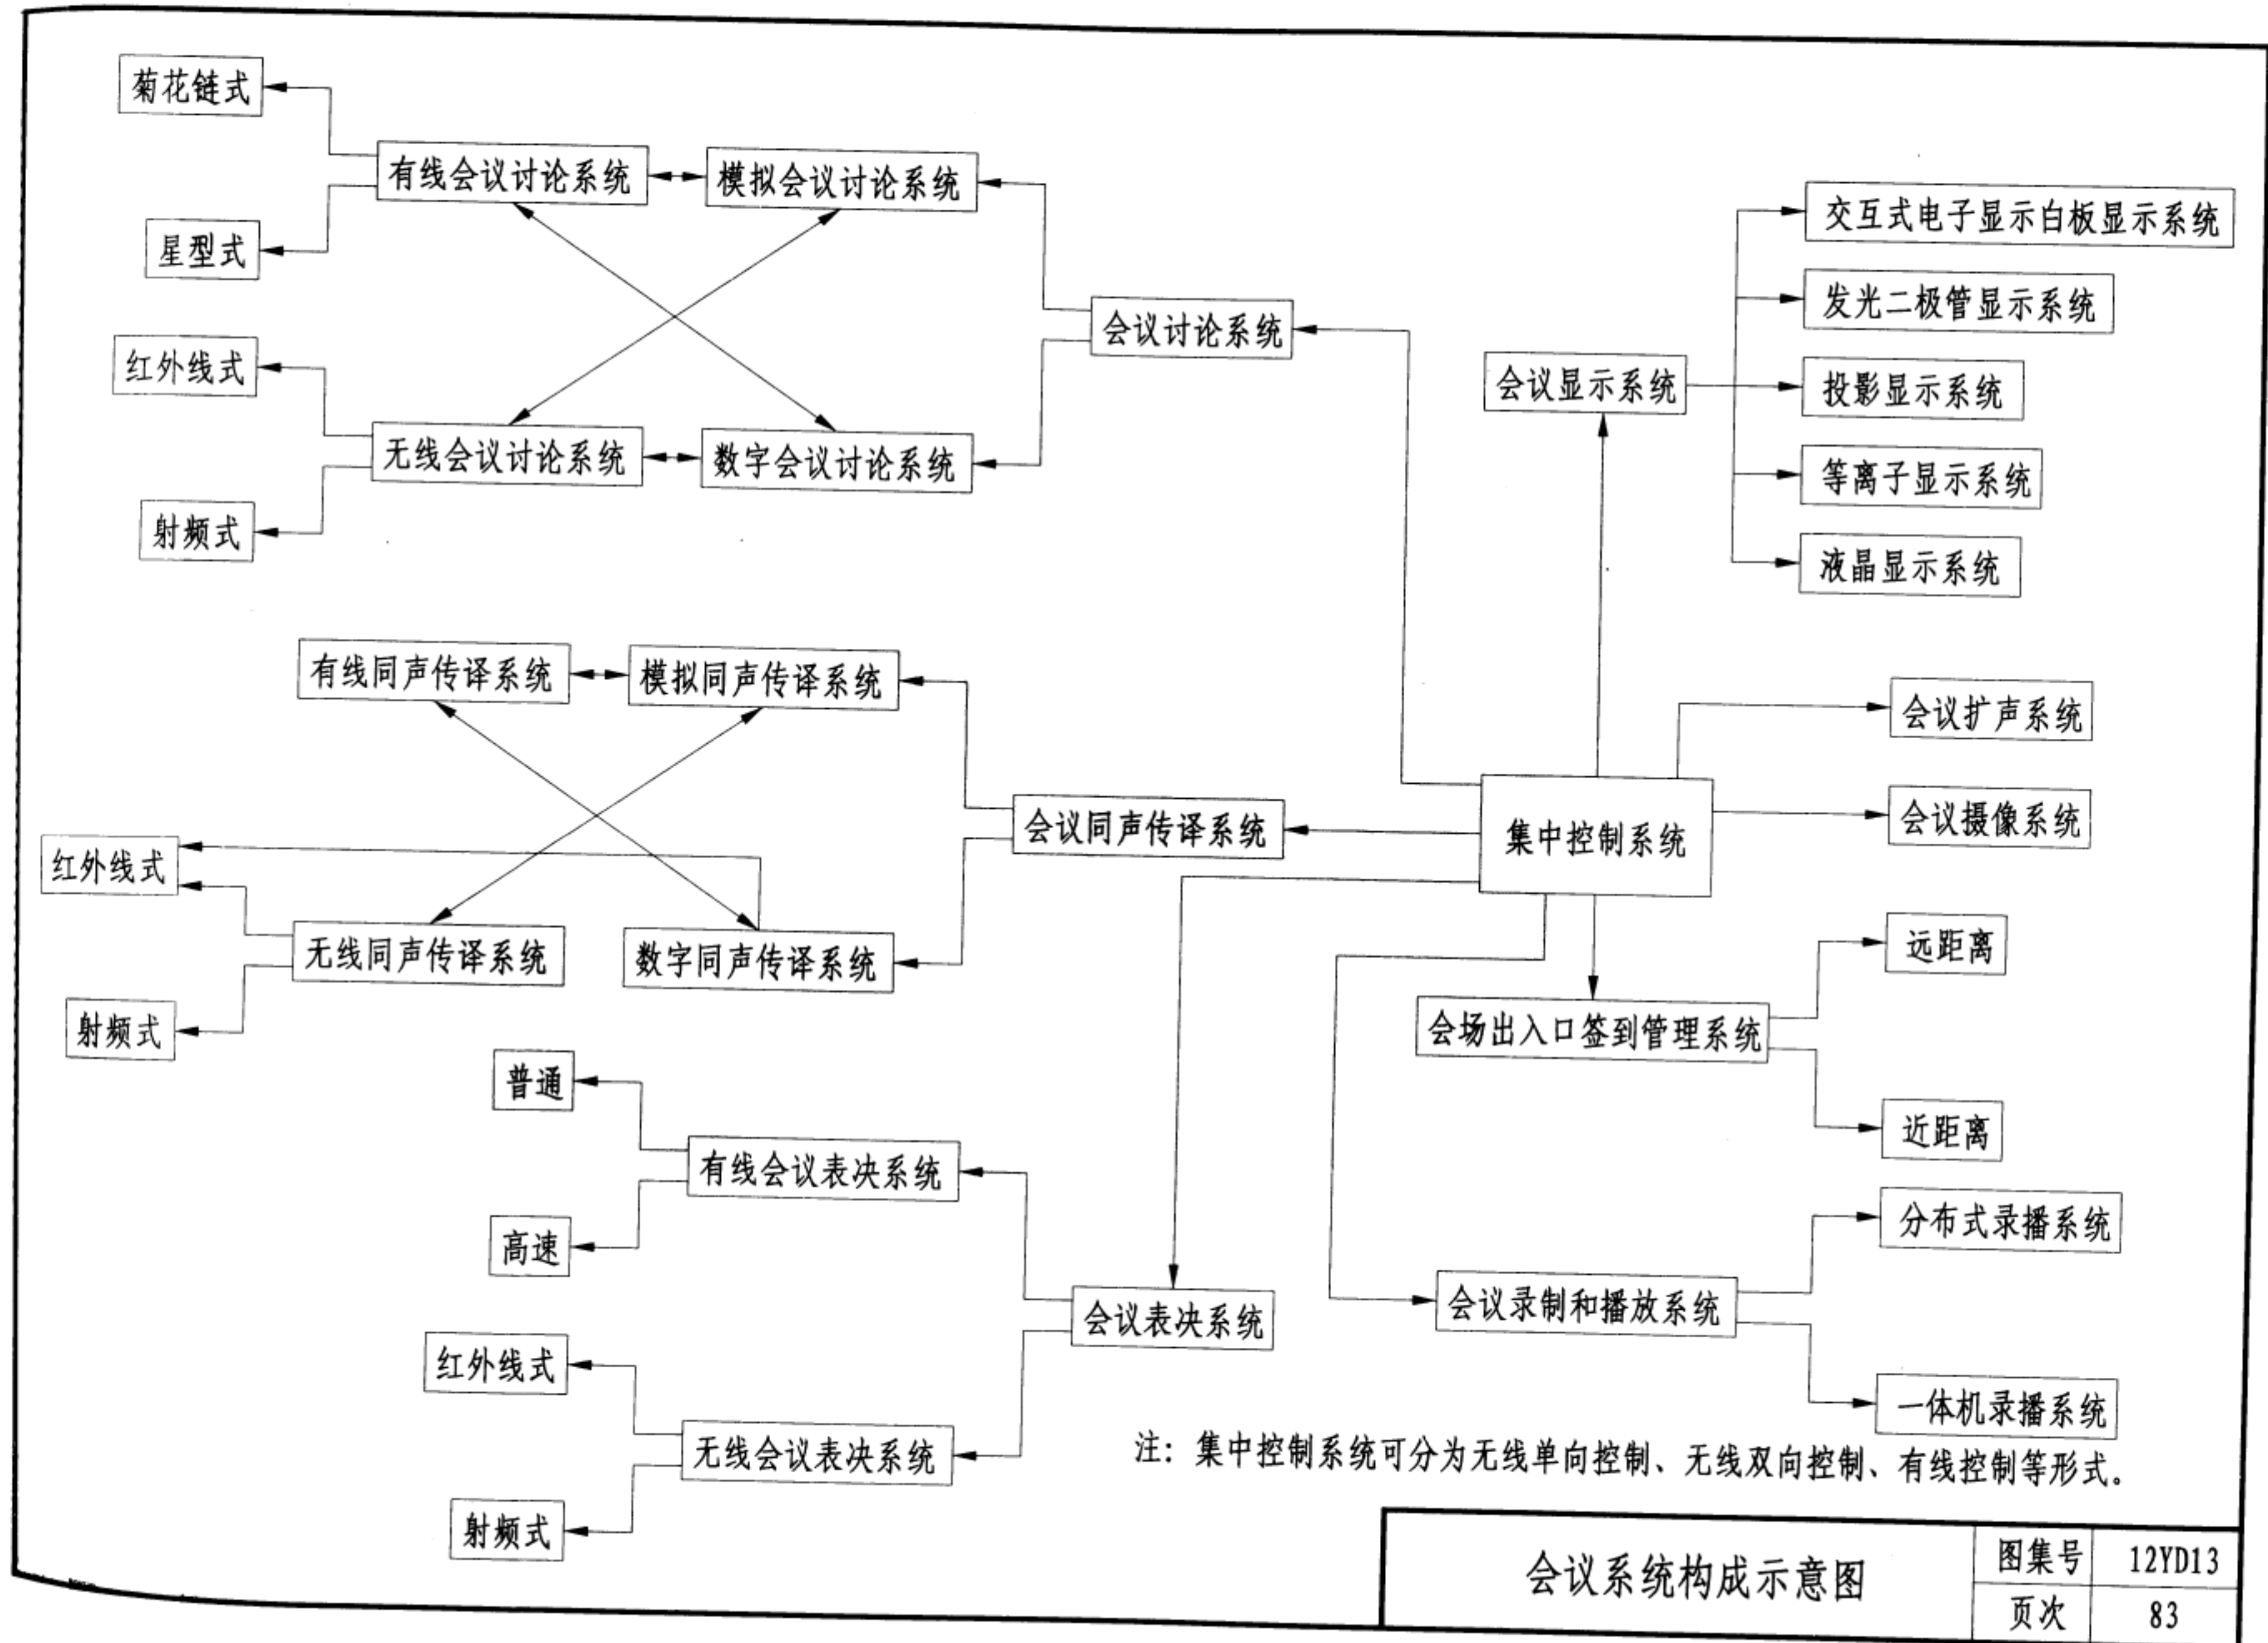 菊花链式
有线会议讨论系统
模拟会议讨论系统
星型式
红外线式
无线会议讨论系统
数字会议讨论系统
射频式
会议讨论系统
交互式电子显示白板显示系统
发光二极管显示系统
会议显示系统
投影显示系统
等离子显示系统
液晶显示系统
有线同声传译系统
模拟同声传译系统
会议同声传译系统
红外线式
无线同声传译系统
数字同声传译系统
射频式
集中控制系统
会议扩声系统
会议摄像系统
远距离
会场出入口签到管理系统
近距离
普通
有线会议表决系统
高速
会议表决系统
红外线式
无线会议表决系统
射频式
分布式录播系统
会议录制和播放系统
一体机录播系统
注：集中控制系统可分为无线单向控制、无线双向控制、有线控制等形式。
会议系统构成示意图
图集号 12YD13
页次 83